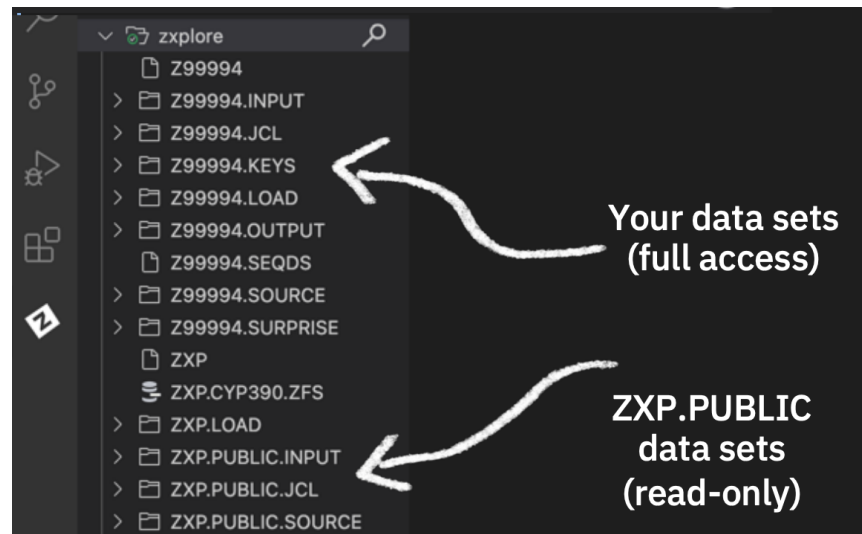 zxplore
Z99994
Z99994.INPUT
Z99994.JCL
Z99994.KEYS
Z99994.LOAD
Z99994.OUTPUT
Z99994.SEQDS
Z99994.SOURCE
Z99994.SURPRISE
ZXP
ZXP.CYP390.ZFS
ZXP.LOAD
ZXP.PUBLIC.INPUT
ZXP.PUBLIC.JCL
ZXP.PUBLIC.SOURCE
Your data sets
(full access)
ZXP.PUBLIC
data sets
(read-only)